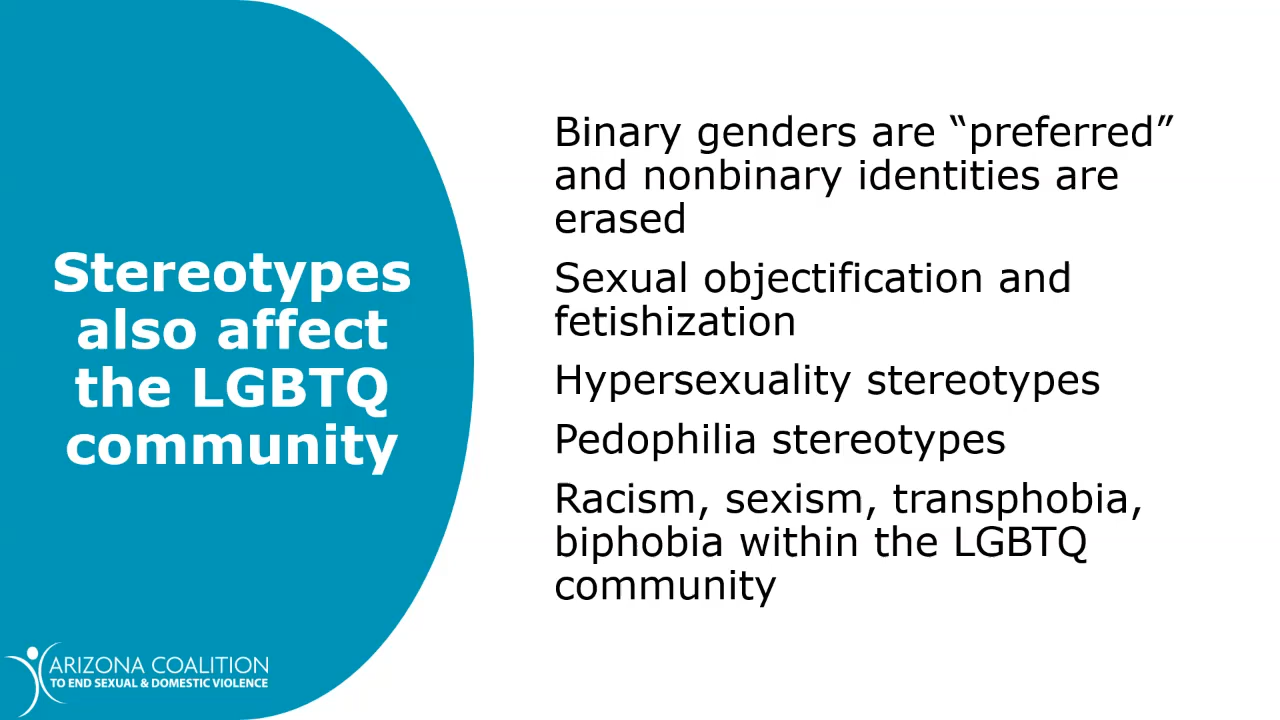 Stereotypes
also affect
the LGBTQ
community
Binary genders are “preferred”
and nonbinary identities are
erased
Sexual objectification and
fetishization
Hypersexuality stereotypes
Pedophilia stereotypes
Racism, sexism, transphobia,
biphobia within the LGBTQ
community
ARIZONA COALITION
TO END SEXUAL & DOMESTIC VIOLENCE